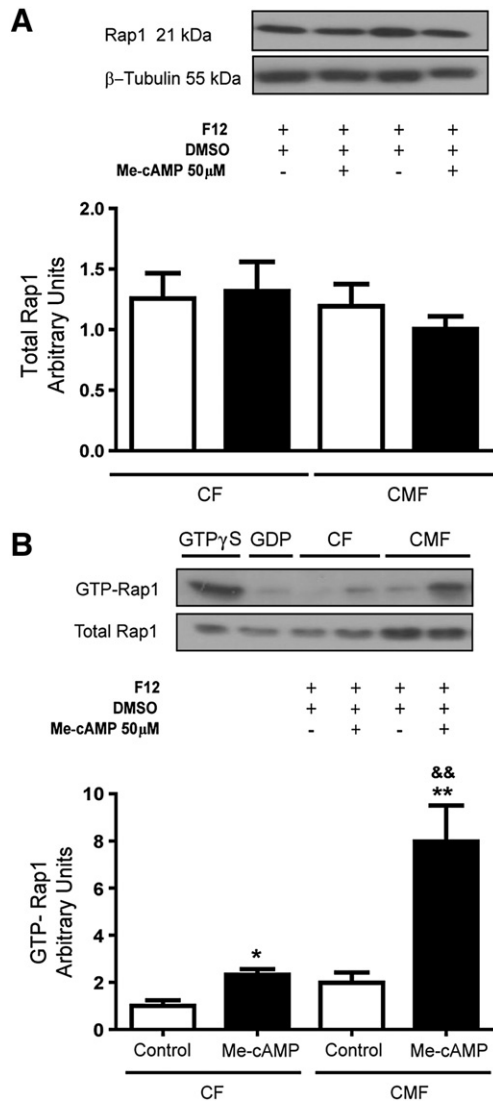 A
Rap1 21 kDa
β–Tubulin 55 kDa
F12 + + + +
DMSO + + + +
Me-cAMP 50μM - + - +
Total Rap1
Arbitrary Units
2.0
1.5
1.0
0.5
0.0
CF CMF
B
GTPγS GDP CF CMF
GTP-Rap1
Total Rap1
F12 + + + +
DMSO + + + +
Me-cAMP 50μM - + - +
GTP- Rap1
Arbitrary Units
10
8
6
4
2
0
*
&&
**
Control Me-cAMP Control Me-cAMP
CF CMF